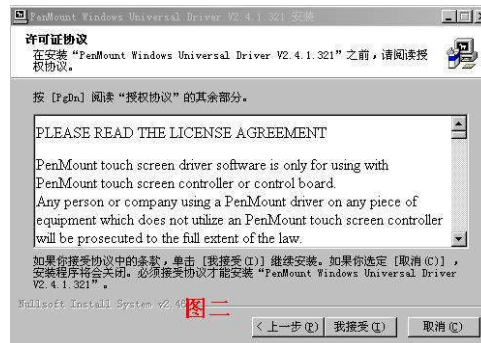 PenMount Windows Universal Driver V2.4.1.321 安装
许可证协议
在安装“PenMount Windows Universal Driver V2.4.1.321”之前，请阅读授
权协议。
按 [PgDn] 阅读“授权协议”的其余部分。
PLEASE READ THE LICENSE AGREEMENT
PenMount touch screen driver software is only for using with
PenMount touch screen controller or control board.
Any person or company using a PenMount driver on any piece of
equipment which does not utilize an PenMount touch screen controller
will be prosecuted to the full extent of the law.
如果你接受协议中的条款，单击 [我接受(I)] 继续安装。如果你选定 [取消(C)] ，
安装程序将会关闭。必须接受协议才能安装“PenMount Windows Universal Driver
V2.4.1.321”。
Nullsoft Install System v2.46
图二
< 上一步(P) 我接受(I) 取消(C)